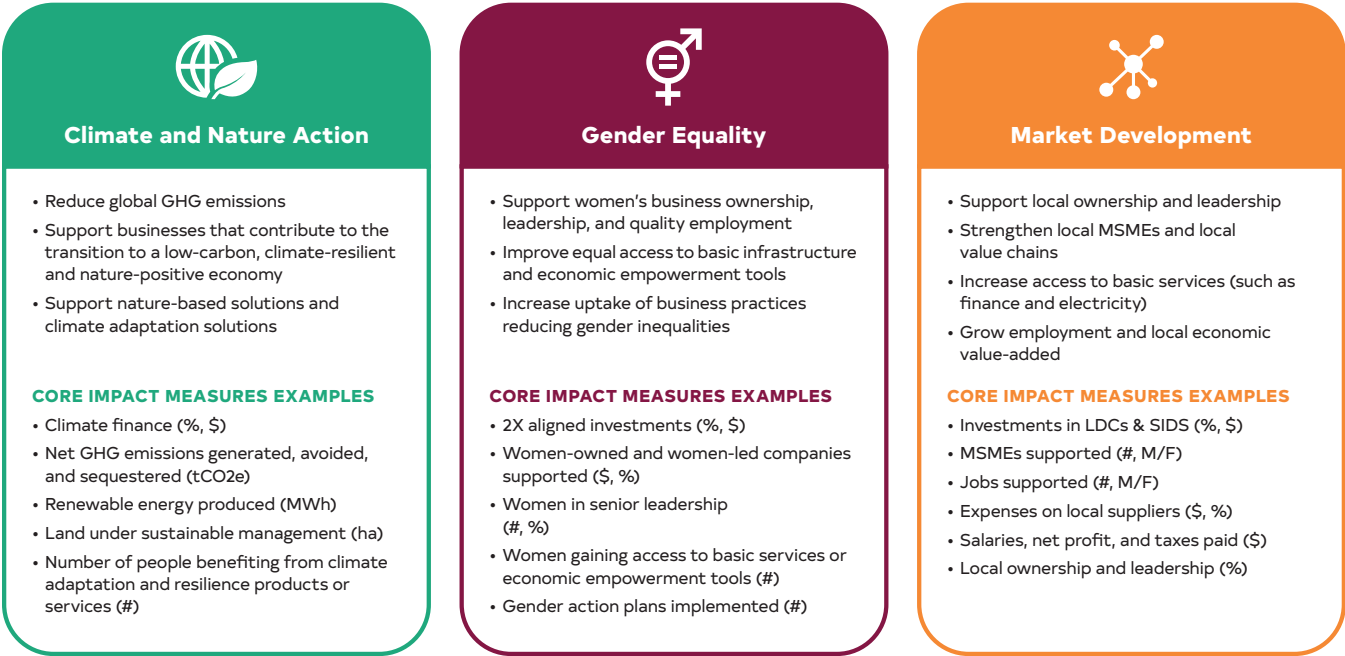 Climate and Nature Action
• Reduce global GHG emissions
• Support businesses that contribute to the
transition to a low-carbon, climate-resilient
and nature-positive economy
• Support nature-based solutions and
climate adaptation solutions
CORE IMPACT MEASURES EXAMPLES
• Climate finance (%, $)
• Net GHG emissions generated, avoided,
and sequestered (tCO2e)
• Renewable energy produced (MWh)
• Land under sustainable management (ha)
• Number of people benefiting from climate
adaptation and resilience products or
services (#)
Gender Equality
• Support women’s business ownership,
leadership, and quality employment
• Improve equal access to basic infrastructure
and economic empowerment tools
• Increase uptake of business practices
reducing gender inequalities
CORE IMPACT MEASURES EXAMPLES
• 2X aligned investments (%, $)
• Women-owned and women-led companies
supported ($, %)
• Women in senior leadership
(#, %)
• Women gaining access to basic services or
economic empowerment tools (#)
• Gender action plans implemented (#)
Market Development
• Support local ownership and leadership
• Strengthen local MSMEs and local
value chains
• Increase access to basic services (such as
finance and electricity)
• Grow employment and local economic
value-added
CORE IMPACT MEASURES EXAMPLES
• Investments in LDCs & SIDS (%, $)
• MSMEs supported (#, M/F)
• Jobs supported (#, M/F)
• Expenses on local suppliers ($, %)
• Salaries, net profit, and taxes paid ($)
• Local ownership and leadership (%)